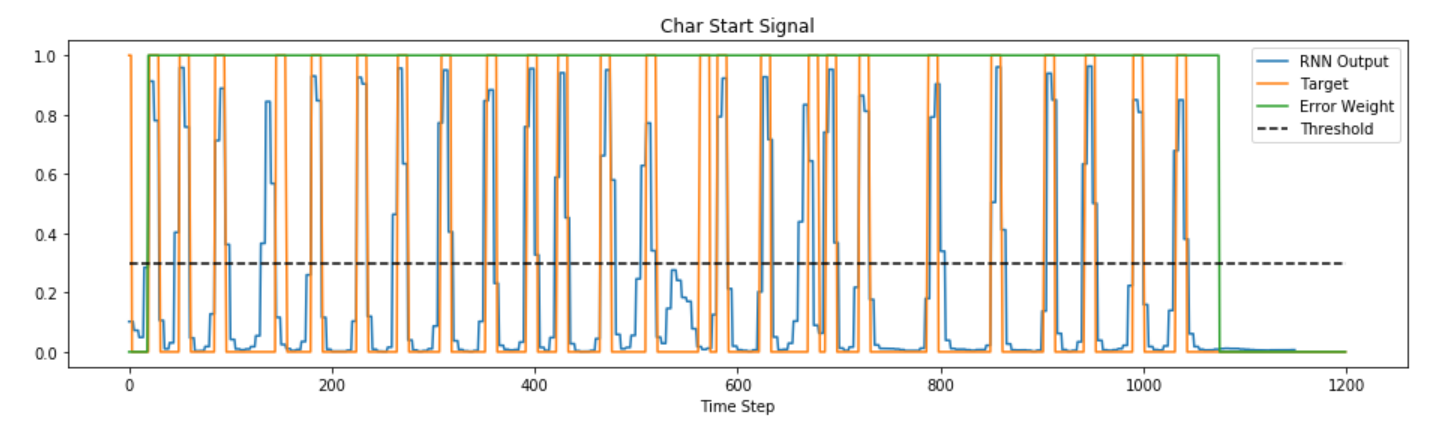 Char Start Signal
1.0
0.8
0.6
0.4
0.2
0.0
RNN Output
Target
Error Weight
Threshold
0 200 400 600 800 1000 1200
Time Step